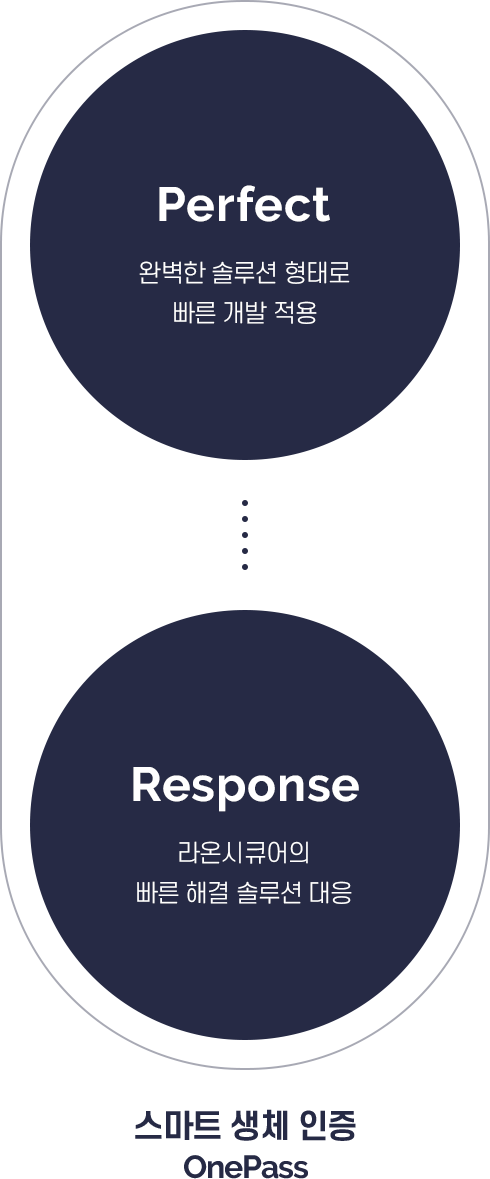 Perfect
완벽한 솔루션 형태로
빠른 개발 적용
Response
라온시큐어의
빠른 해결 솔루션 대응
스마트 생체 인증
OnePass